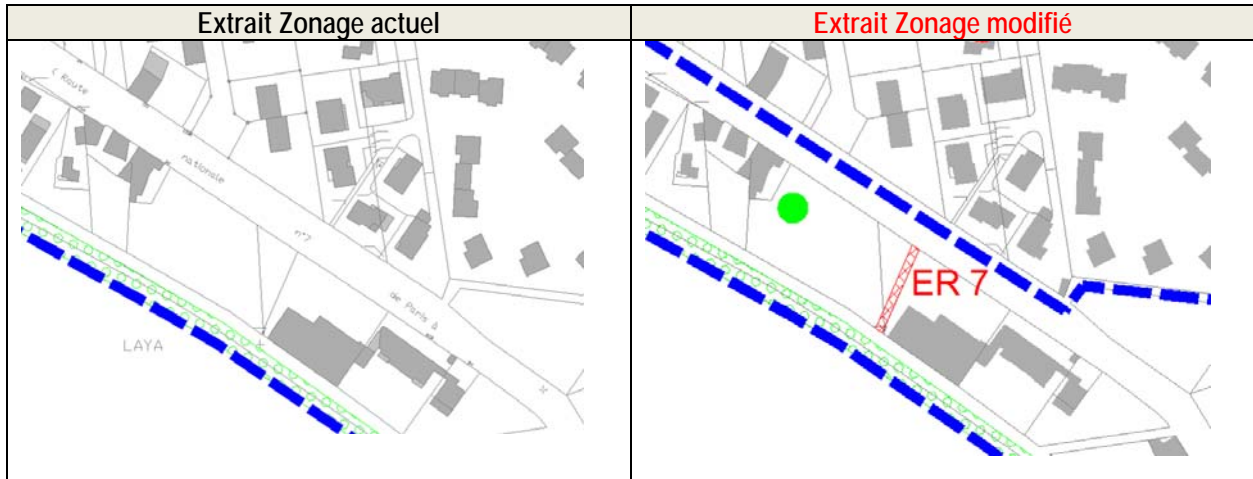 Extrait Zonage actuel
Extrait Zonage modifié
( Route
nationale
n°7
de Paris à
LAYA
ER 7